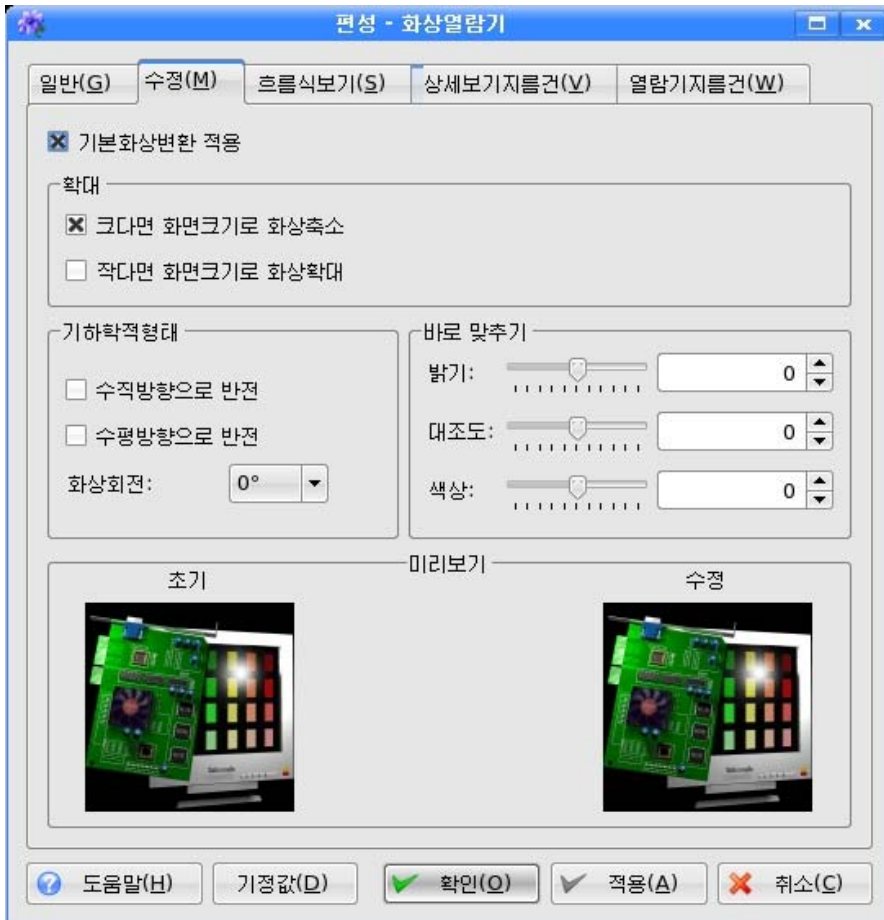 편성 - 화상열람기
일반(G) 수정(M) 흐름식보기(S) 상세보기지름건(V) 열람기지름건(W)
기본화상변환 적용
확대
크다면 화면크기로 화상축소
작다면 화면크기로 화상확대
기하학적형태
수직방향으로 반전
수평방향으로 반전
화상회전: 0°
바로 맞추기
밝기: 0
대조도: 0
색상: 0
미리보기
초기 수정
도움말(H) 기정값(D) 확인(O) 적용(A) 취소(C)